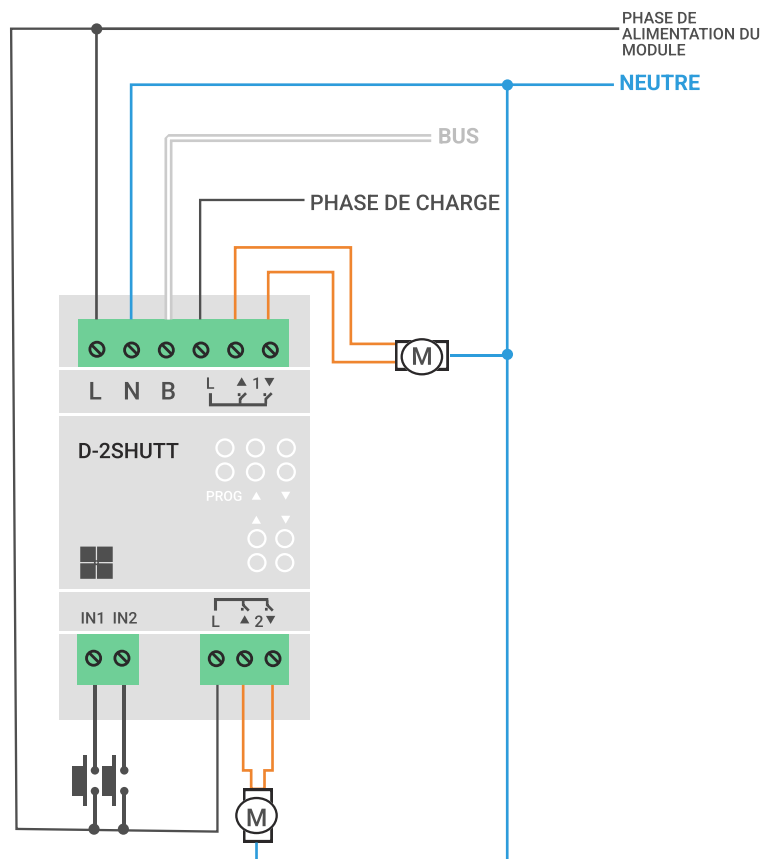 PHASE DE
ALIMENTATION DU
MODULE
NEUTRE
BUS
PHASE DE CHARGE
M
L N B L ▲ 1 ▼
D-2SHUTT
PROG ▲ ▼
▲ ▼
IN1 IN2
L ▲ 2 ▼
M